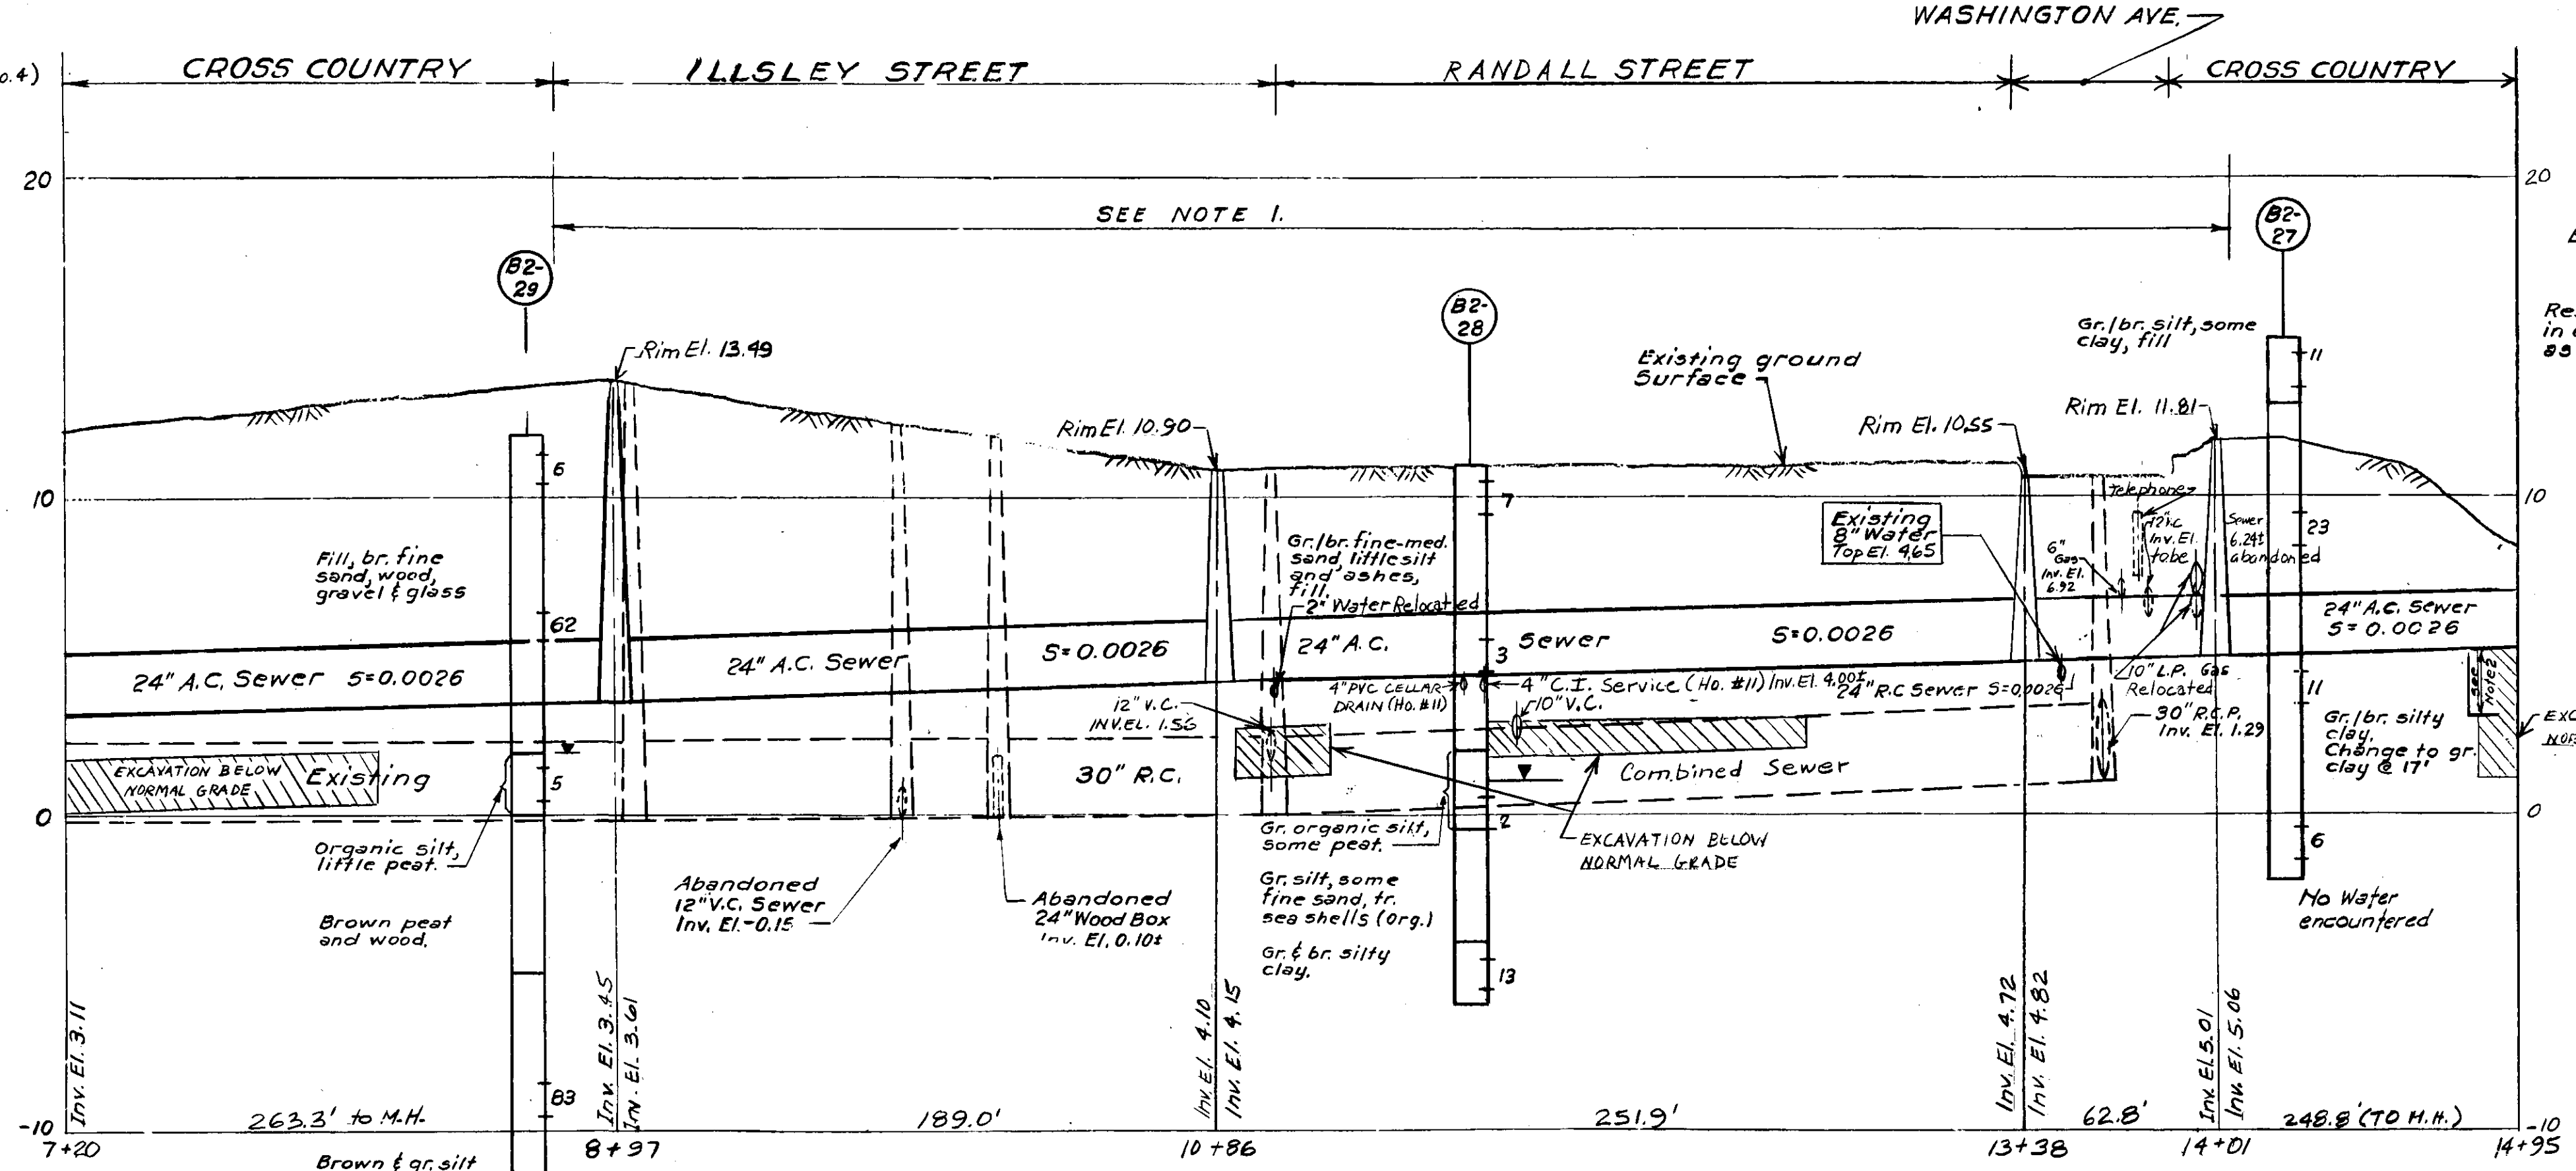 WASHINGTON AVE.
o.4)
CROSS COUNTRY
ILLSLEY STREET
RANDALL STREET
CROSS COUNTRY
20
20
SEE NOTE 1.
B2-
29
B2-
28
B2-
27
Rim El. 13.49
Rim El. 10.90
Existing ground
Surface
Rim El. 10.55
Rim El. 11.81
Gr./br. silt, some
clay, fill
11
Re
in
as
10
10
6
62
5
83
Fill, br. fine
sand, wood,
gravel & glass
7
3
2
13
Gr./br. fine-med.
sand, little silt
and ashes,
fill.
2" Water Relocated
Existing
8" Water
Top El. 4.65
Telephone
12" V.C.
Inv. El.
to be
Sewer
6.24±
abandoned
6"
Gas
Inv. El.
6.92
23
11
6
24" A.C. Sewer S=0.0026
24" A.C. Sewer
S=0.0026
24" A.C.
Sewer
S=0.0026
24" A.C. Sewer
S=0.0026
4" PVC CELLAR
DRAIN (HO. #11)
4" C.I. Service (Ho. #11) Inv. El. 4.00±
24" R.C Sewer S=0.0026
10" L.P. Gas
Relocated
See
Note 2
12" V.C.
INV. EL. 1.56
10" V.C.
30" R.C.P.
Inv. El. 1.29
Gr./br. silty
clay.
Change to gr.
clay @ 17'
EXC
NOR
EXCAVATION BELOW
NORMAL GRADE
Existing
30" R.C.
Combined Sewer
0
0
Organic silt,
little peat.
Brown peat
and wood.
Abandoned
12" V.C. Sewer
Inv. El.-0.15
Abandoned
24" Wood Box
Inv. El. 0.10±
Gr. organic silt,
some peat.
Gr. silt, some
fine sand, tr.
sea shells (org.)
Gr. & br. silty
clay.
EXCAVATION BELOW
NORMAL GRADE
No Water
encountered
Inv. El. 3.11
Inv. El. 3.45
Inv. El. 3.61
Inv. El. 4.10
Inv. El. 4.15
Inv. El. 4.72
Inv. El. 4.82
Inv. El. 5.01
Inv. El. 5.06
-10
263.3' to M.H.
189.0'
251.9'
62.8'
248.8' (TO M.H.)
-10
7+20
8+97
10+86
13+38
14+01
14+95
Brown & gr. silt